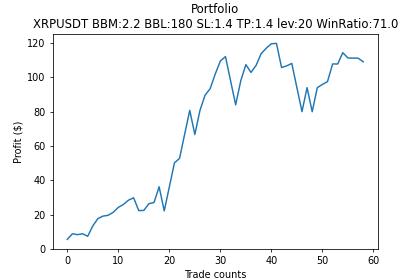 Portfolio
XRPUSDT BBM:2.2 BBL:180 SL:1.4 TP:1.4 lev:20 WinRatio:71.0
120
100
80
60
40
20
0
Profit ($)
0 10 20 30 40 50 60
Trade counts